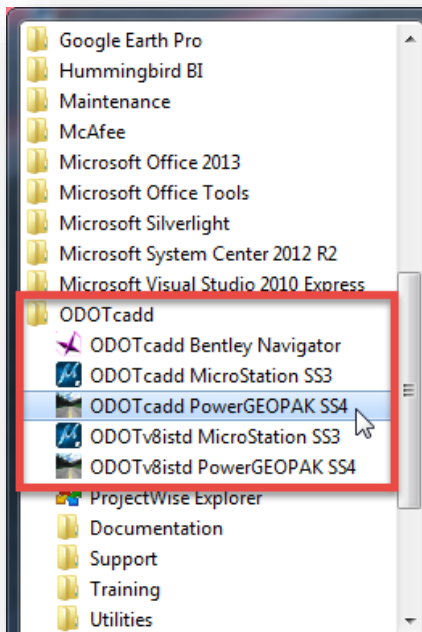 Google Earth Pro
Hummingbird BI
Maintenance
McAfee
Microsoft Office 2013
Microsoft Office Tools
Microsoft Silverlight
Microsoft System Center 2012 R2
Microsoft Visual Studio 2010 Express
ODOTcadd
ODOTcadd Bentley Navigator
ODOTcadd MicroStation SS3
ODOTcadd PowerGEOPAK SS4
ODOTv8istd MicroStation SS3
ODOTv8istd PowerGEOPAK SS4
ProjectWise Explorer
Documentation
Support
Training
Utilities